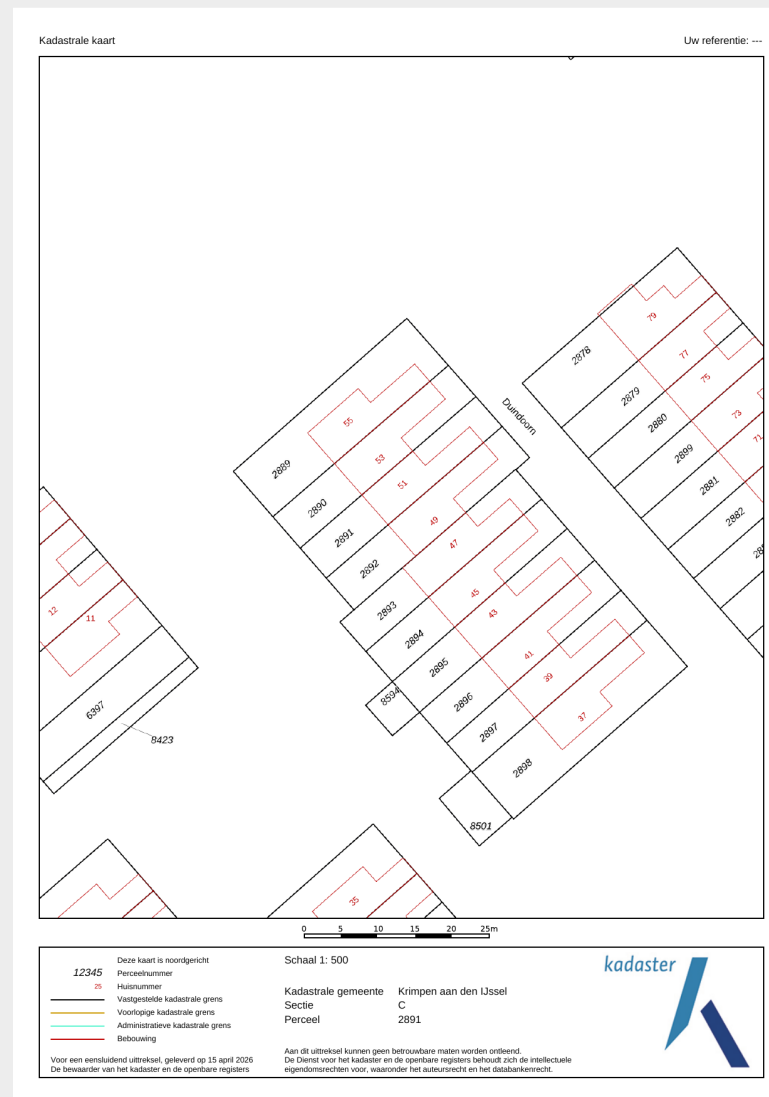 Kadastrale kaart
Uw referentie: ---
2878
79
77
75
73
71
2879
2880
2899
2881
2882
Duindoorn
55
53
51
49
47
45
43
41
39
37
2889
2890
2891
2892
2893
2894
2895
2896
2897
2898
8594
8501
12
11
6397
8423
35
0 5 10 15 20 25m
Deze kaart is noordgericht
12345 Perceelnummer
25 Huisnummer
Vastgestelde kadastrale grens
Voorlopige kadastrale grens
Administratieve kadastrale grens
Bebouwing
Voor een eensluidend uittreksel, geleverd op 15 april 2026
De bewaarder van het kadaster en de openbare registers
Schaal 1: 500
Kadastrale gemeente Krimpen aan den IJssel
Sectie C
Perceel 2891
Aan dit uittreksel kunnen geen betrouwbare maten worden ontleend.
De Dienst voor het kadaster en de openbare registers behoudt zich de intellectuele
eigendomsrechten voor, waaronder het auteursrecht en het databankenrecht.
kadaster